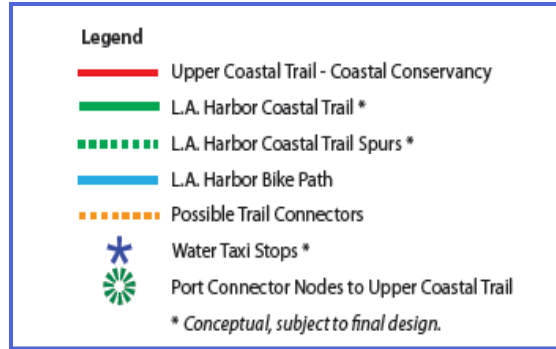 Legend
Upper Coastal Trail - Coastal Conservancy
L.A. Harbor Coastal Trail *
L.A. Harbor Coastal Trail Spurs *
L.A. Harbor Bike Path
Possible Trail Connectors
Water Taxi Stops *
Port Connector Nodes to Upper Coastal Trail
* Conceptual, subject to final design.